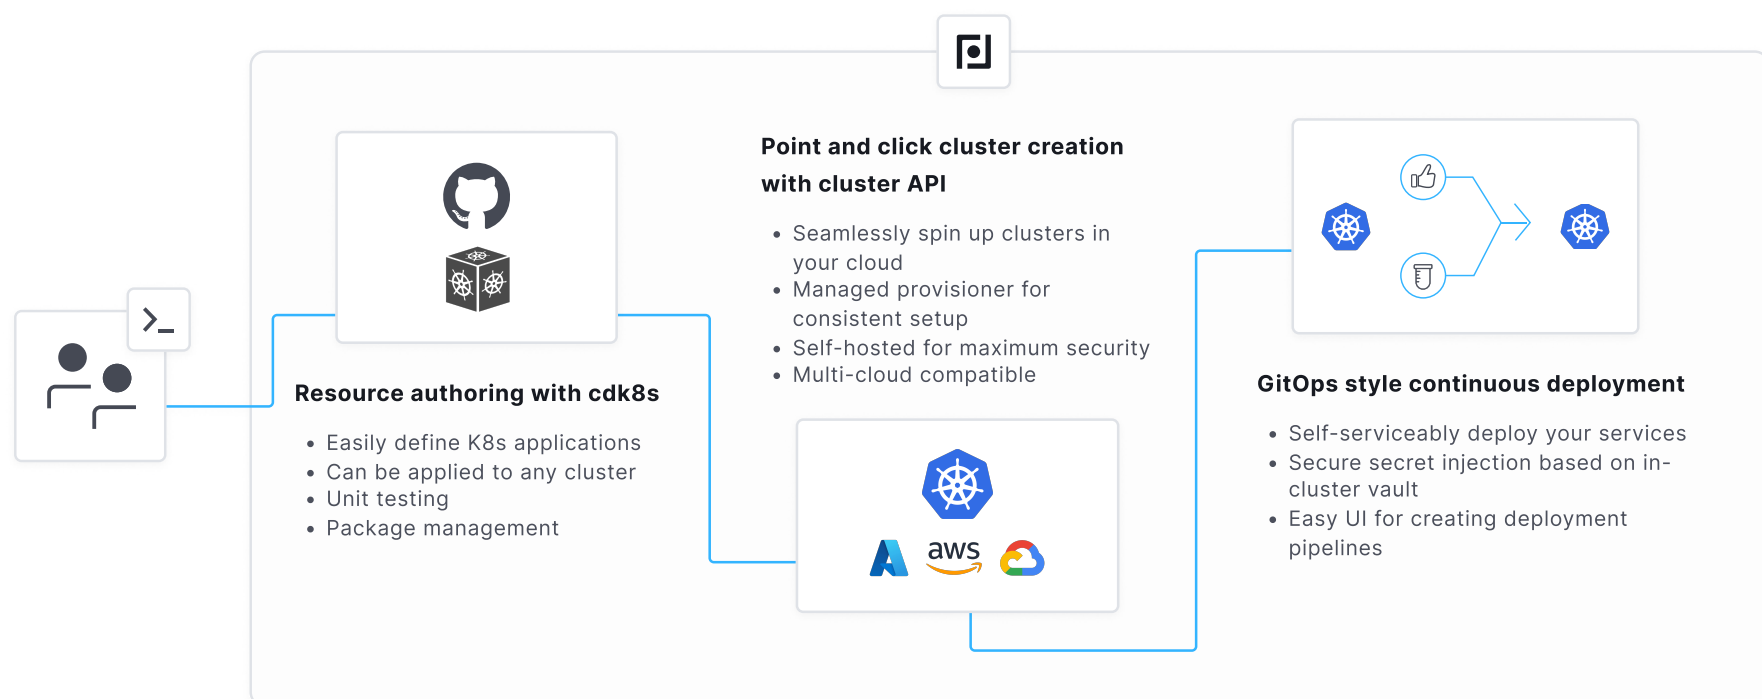 Resource authoring with cdk8s
• Easily define K8s applications
• Can be applied to any cluster
• Unit testing
• Package management
Point and click cluster creation
with cluster API
• Seamlessly spin up clusters in
your cloud
• Managed provisioner for
consistent setup
• Self-hosted for maximum security
• Multi-cloud compatible
aws
GitOps style continuous deployment
• Self-serviceably deploy your services
• Secure secret injection based on in-
cluster vault
• Easy UI for creating deployment
pipelines